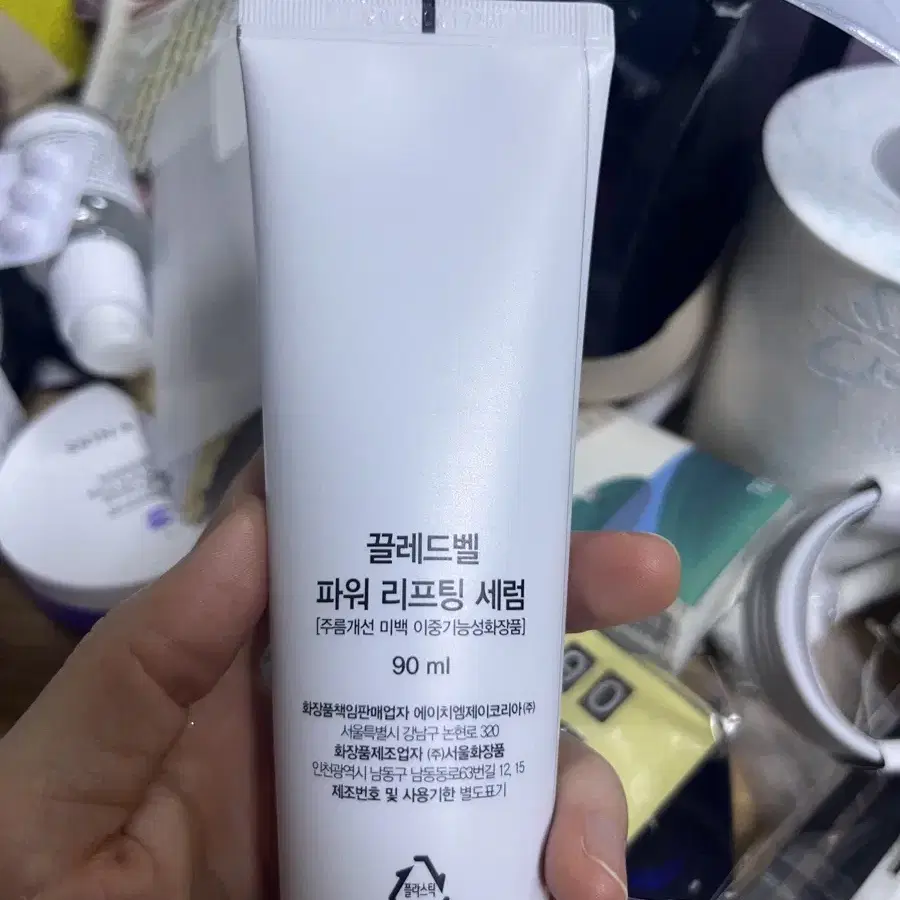 끌레드벨
파워 리프팅 세럼
[주름개선 미백 이중기능성화장품]
90 ml
화장품책임판매업자 에이치엠제이코리아(주)
서울특별시 강남구 논현로 320
화장품제조업자 (주)서울화장품
인천광역시 남동구 남동동로63번길 12, 15
제조번호 및 사용기한 별도표기
플라스틱
90